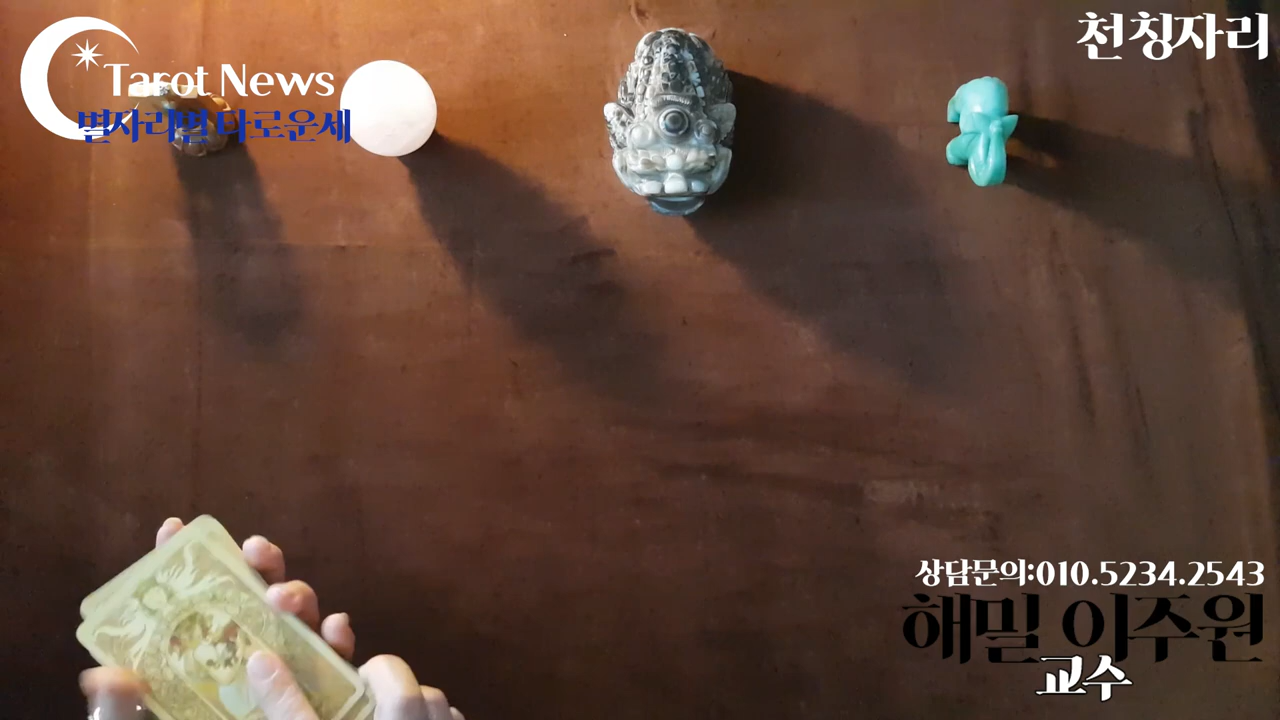 Tarot News
별자리별 타로운세
천칭자리
상담문의:010.5234.2543
해밀 이주원
교수